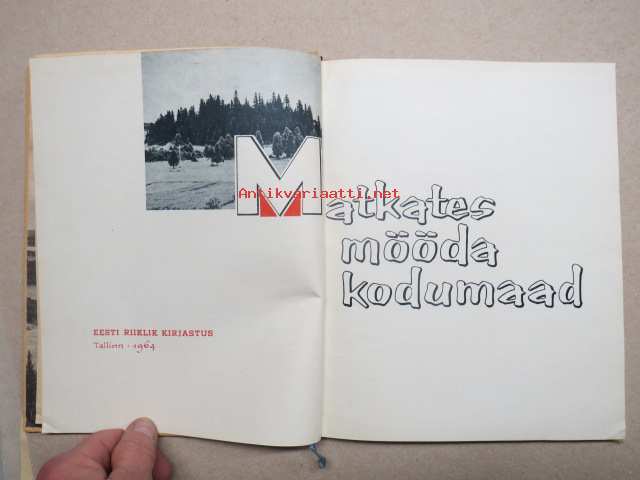 Matkates
mööda
kodumaad
Antikvariaatti.net
EESTI RIIKLIK KIRJASTUS
Tallinn · 1964